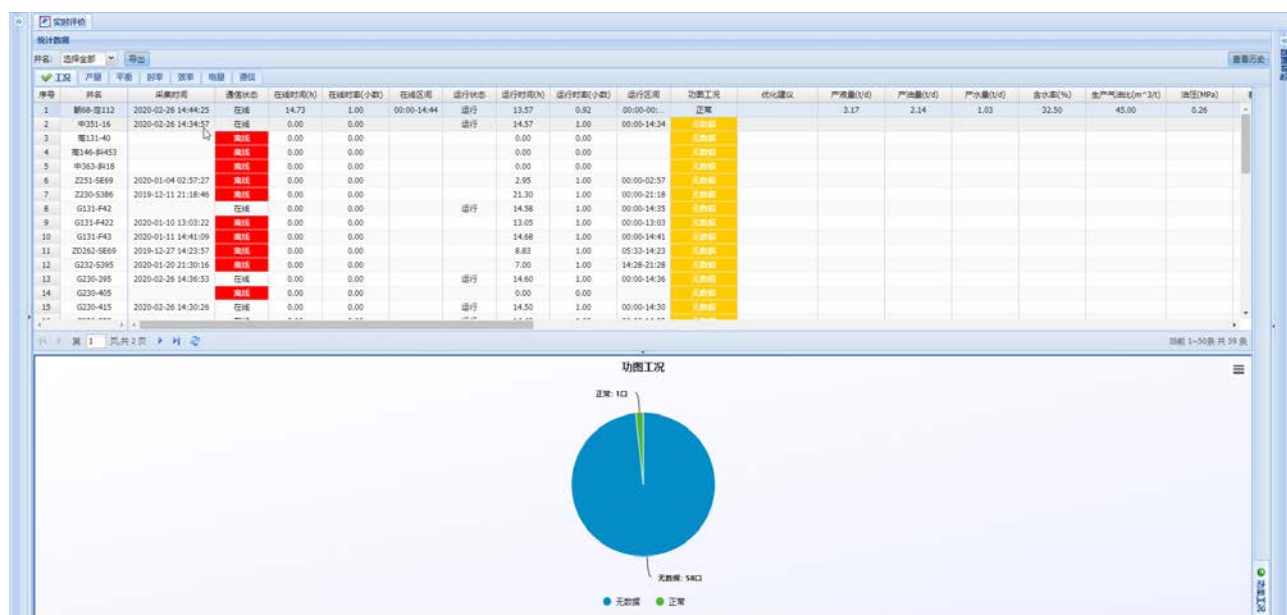 实时评价
统计数据
井名: 选择全部 导出 查看历史
工况 产量 平衡 时率 效率 电量 通信
序号 井名 采集时间 通信状态 在线时间(h) 在线时率(小数) 在线区间 运行状态 运行时间(h) 运行时率(小数) 运行区间 功图工况 优化建议 产液量(t/d) 产油量(t/d) 产水量(t/d) 含水率(%) 生产气油比(m^3/t) 油压(MPa)
1 2020-02-26 14:44:25 在线 14.73 1.00 00:00-14:44 运行 13.57 0.92 00:00-00:... 正常 2.17 2.14 1.03 32.50 45.00 0.26
2 中351-16 2020-02-26 14:34:57 在线 0.00 0.00 运行 14.57 1.00 00:00-14:34 无数据
3 离线 0.00 0.00 0.00 0.00 无数据
4 离线 0.00 0.00 0.00 0.00 无数据
5 中363-斜18 离线 0.00 0.00 0.00 0.00 无数据
6 Z251-SE69 2020-01-04 02:57:27 离线 0.00 0.00 2.95 1.00 00:00-02:57 无数据
7 Z230-S386 2019-12-11 21:18:46 离线 0.00 0.00 21.30 1.00 00:00-21:18 无数据
8 G131-F42 在线 0.00 0.00 运行 14.58 1.00 00:00-14:35 无数据
9 G131-F422 2020-01-10 13:03:22 离线 0.00 0.00 13.05 1.00 00:00-13:03 无数据
10 G131-F43 2020-01-11 14:41:09 离线 0.00 0.00 14.68 1.00 00:00-14:41 无数据
11 ZD262-SE69 2019-12-27 14:23:57 离线 0.00 0.00 8.83 1.00 05:33-14:23 无数据
12 G232-S395 2020-01-20 21:30:16 离线 0.00 0.00 7.00 1.00 14:28-21:28 无数据
13 G230-395 2020-02-26 14:36:53 在线 0.00 0.00 运行 14.60 1.00 00:00-14:36 无数据
14 G230-405 离线 0.00 0.00 0.00 0.00 无数据
15 G230-415 2020-02-26 14:30:26 在线 0.00 0.00 运行 14.50 1.00 00:00-14:30 无数据
第 1 页,共 2 页 当前 1~50条 共 59 条
功图工况
正常: 1口
无数据: 58口
无数据 正常